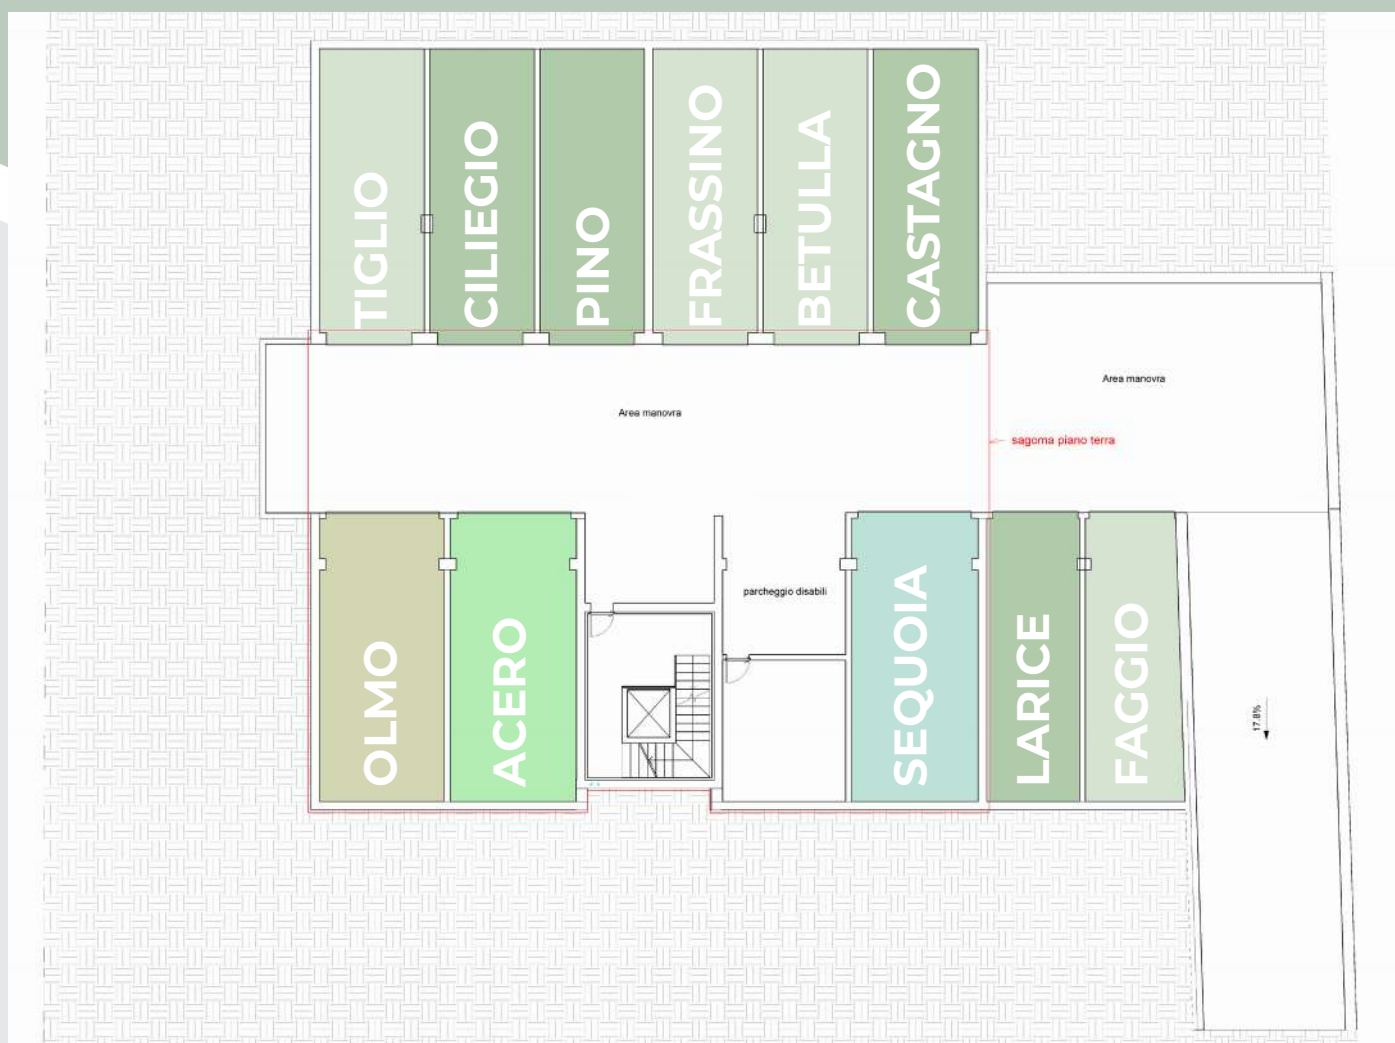 TIGLIO
CILIEGIO
PINO
FRASSINO
BETULLA
CASTAGNO
Area manovra
Area manovra
sagoma piano terra
OLMO
ACERO
parcheggio disabili
SEQUOIA
LARICE
FAGGIO
17.8%